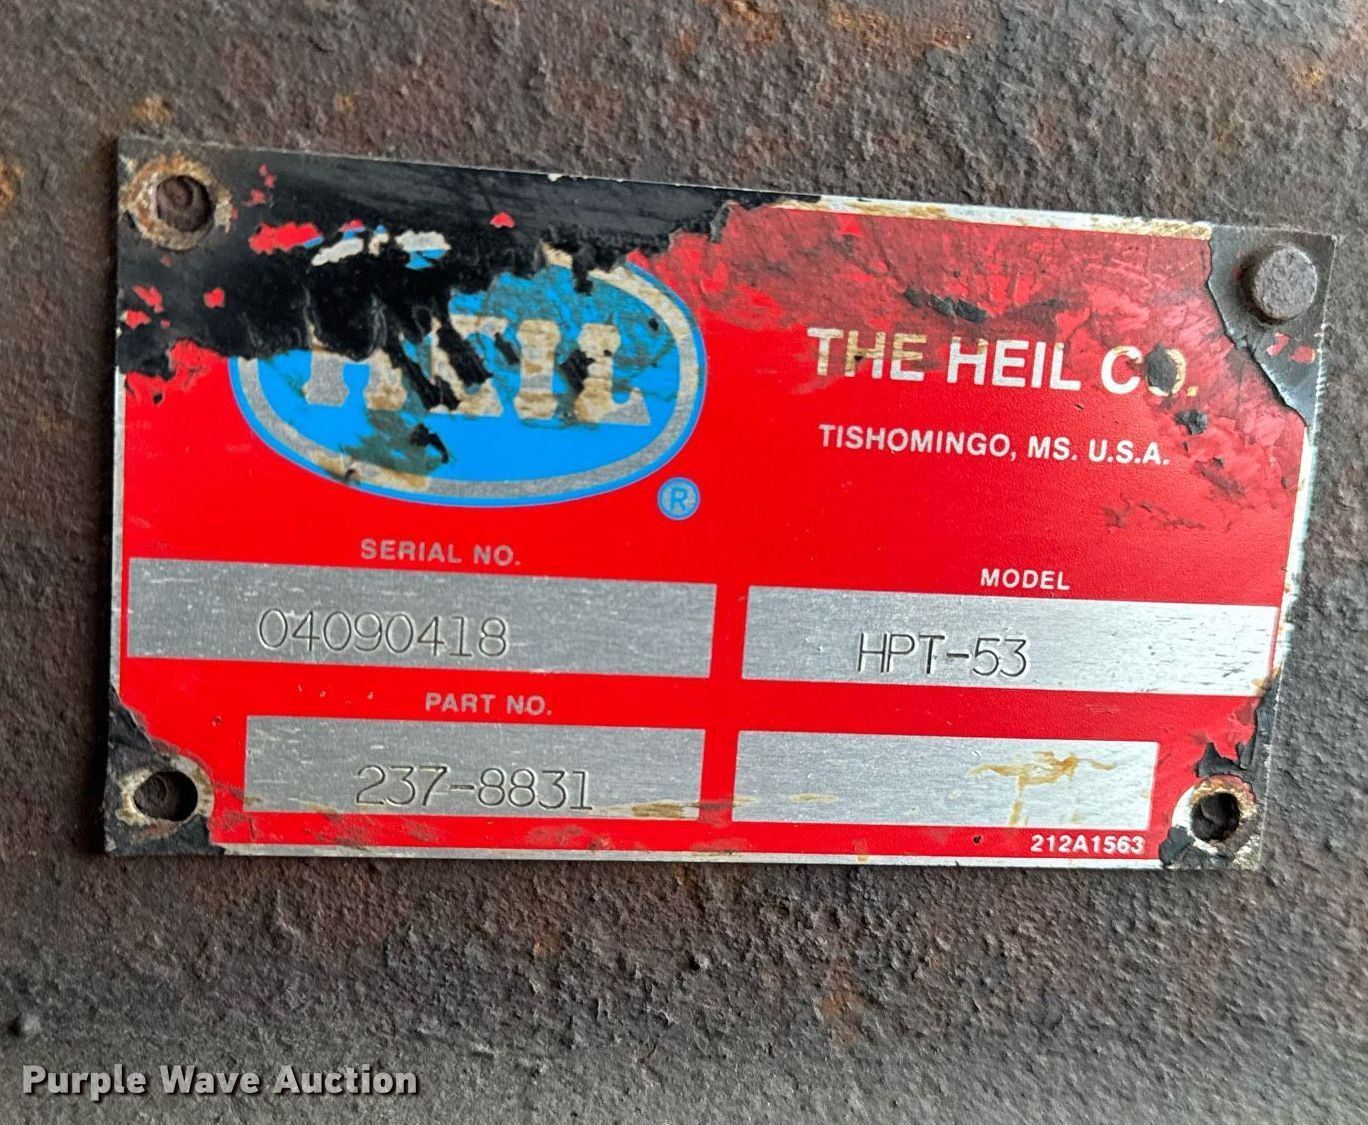 HEIL
®
THE HEIL CO.
TISHOMINGO, MS. U.S.A.
SERIAL NO.
04090418
MODEL
HPT-53
PART NO.
237-8831
212A1563
Purple Wave Auction